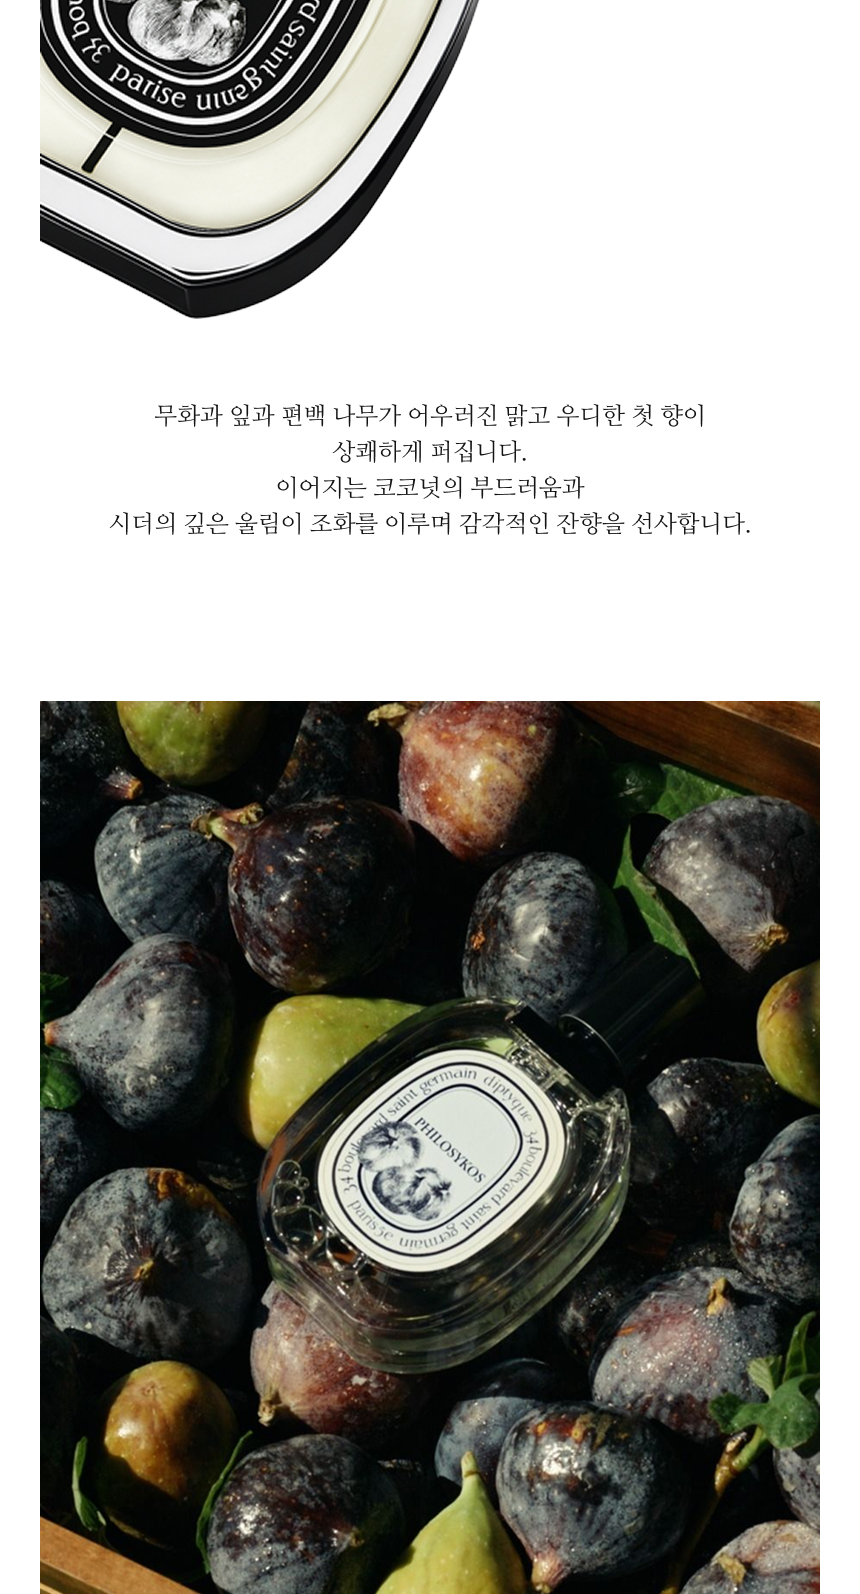 34 bou
rd saint germain
parise
무화과 잎과 편백 나무가 어우러진 맑고 우디한 첫 향이
상쾌하게 퍼집니다.
이어지는 코코넛의 부드러움과
시더의 깊은 울림이 조화를 이루며 감각적인 잔향을 선사합니다.
diptyque 34 boulevard saint germain paris 5e
34 boulevard saint germain
PHILOSYKOS